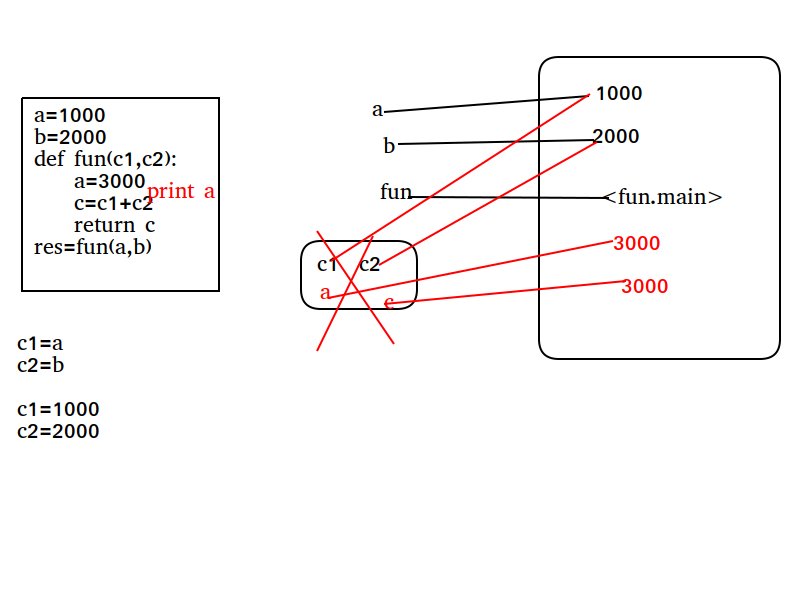 a=1000
b=2000
def fun(c1,c2):
a=3000
print a
c=c1+c2
return c
res=fun(a,b)
c1=a
c2=b
c1=1000
c2=2000
a
b
fun
c1 c2
a
c
1000
2000
<fun.main>
3000
3000